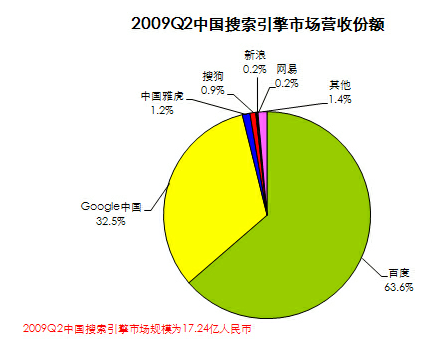 2009Q2中国搜索引擎市场营收份额
新浪
0.2%
网易
0.2%
搜狗
0.9%
其他
1.4%
中国雅虎
1.2%
Google中国
32.5%
百度
63.6%
2009Q2中国搜索引擎市场规模为17.24亿人民币